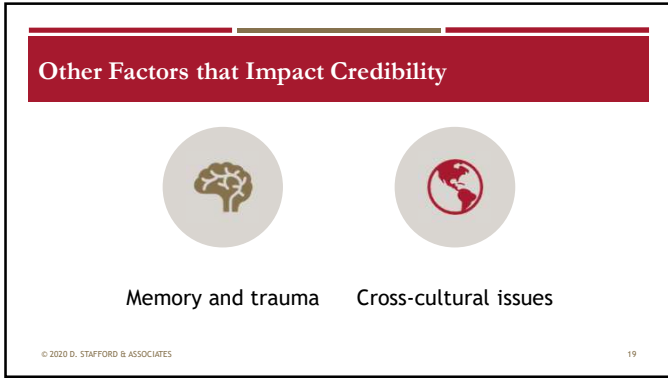 Other Factors that Impact Credibility
Memory and trauma
Cross-cultural issues
© 2020 D. STAFFORD & ASSOCIATES
19